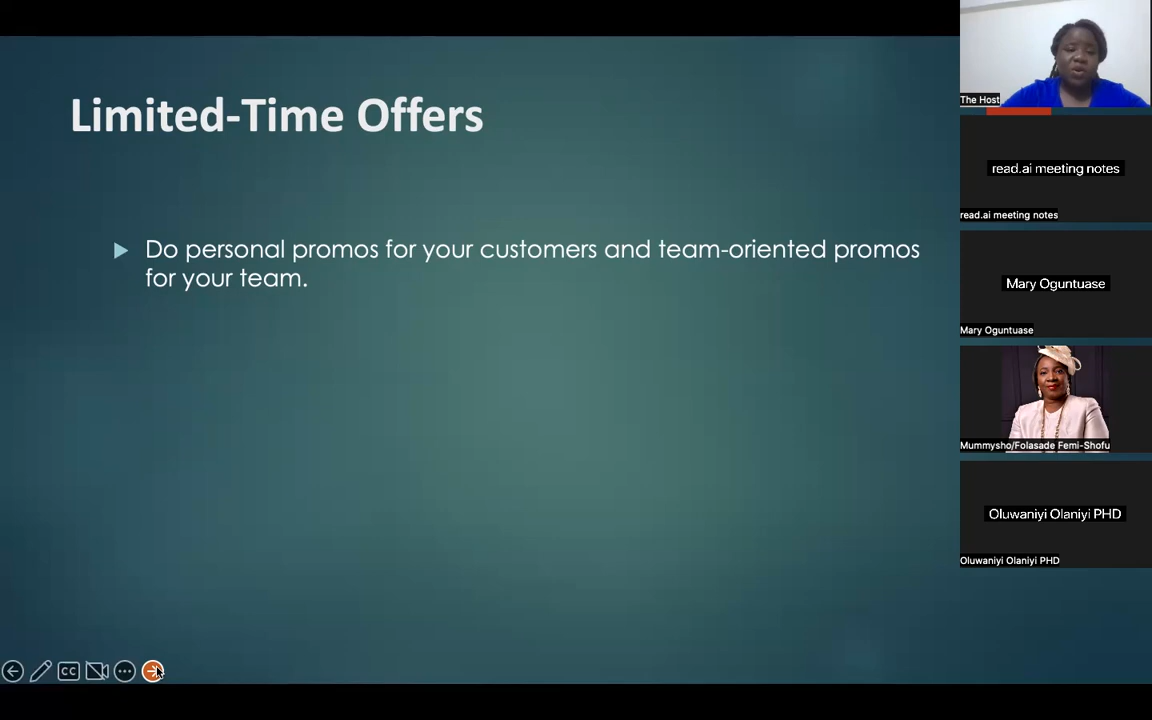 Limited-Time Offers
Do personal promos for your customers and team-oriented promos
for your team.
CC
The Host
read.ai meeting notes
read.ai meeting notes
Mary Oguntuase
Mary Oguntuase
Mummysho/Folasade Femi-Shofu
Oluwaniyi Olaniyi PHD
Oluwaniyi Olaniyi PHD